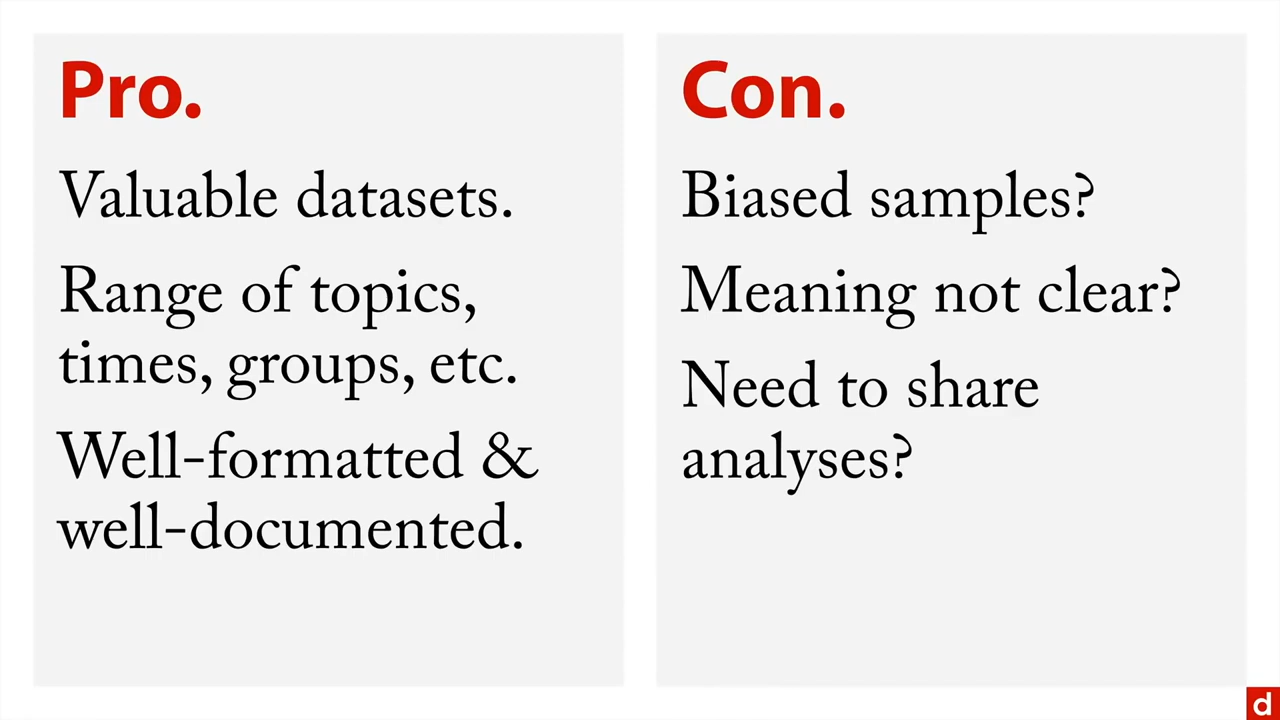 Pro.
Valuable datasets.
Range of topics,
times, groups, etc.
Well-formatted &
well-documented.
Con.
Biased samples?
Meaning not clear?
Need to share
analyses?
d